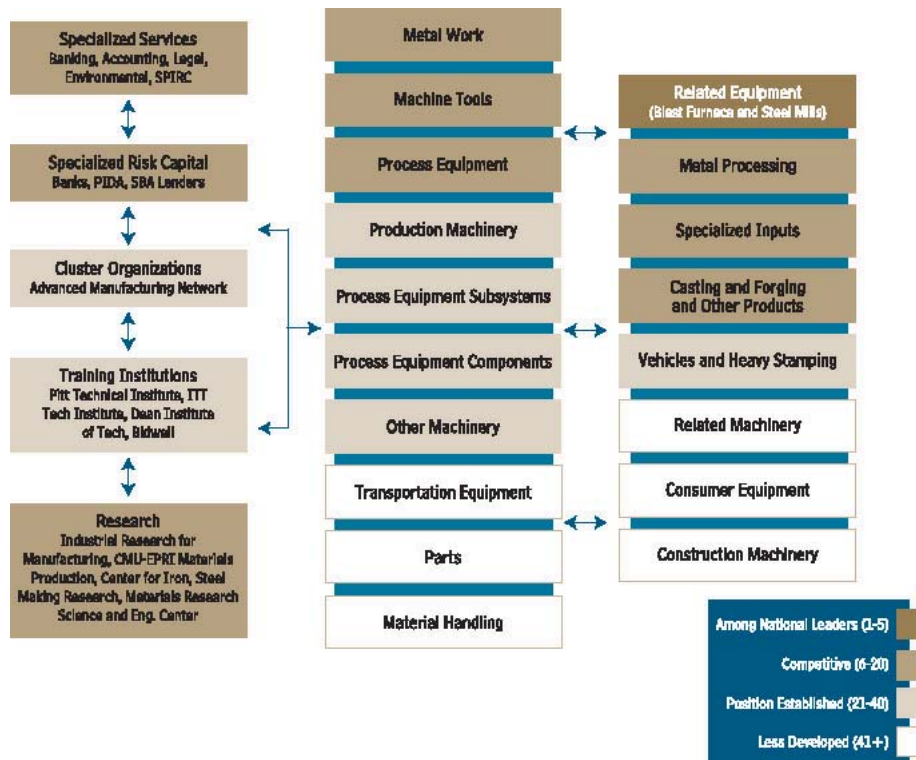 Specialized Services
Banking, Accounting, Legal,
Environmental, SPIRC
Specialized Risk Capital
Banks, PIDA, SBA Lenders
Cluster Organizations
Advanced Manufacturing Network
Training Institutions
Pitt Technical Institute, ITT
Tech Institute, Dean Institute
of Tech, Bidwell
Research
Industrial Research for
Manufacturing, CMU-EPRI Materials
Production, Center for Iron, Steel
Making Research, Materials Research
Science and Eng. Center
Metal Work
Machine Tools
Process Equipment
Production Machinery
Process Equipment Subsystems
Process Equipment Components
Other Machinery
Transportation Equipment
Parts
Material Handling
Related Equipment
(Blast Furnace and Steel Mills)
Metal Processing
Specialized Inputs
Casting and Forging
and Other Products
Vehicles and Heavy Stamping
Related Machinery
Consumer Equipment
Construction Machinery
Among National Leaders (1-5)
Competitive (6-20)
Position Established (21-40)
Less Developed (41+)